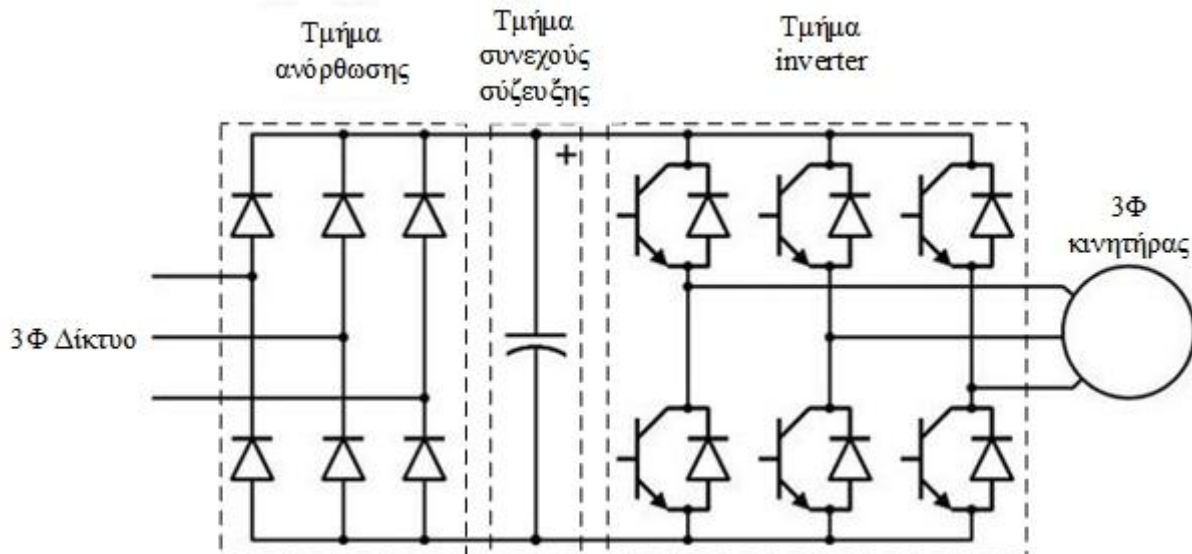 Τμήμα
ανόρθωσης
Τμήμα
συνεχούς
σύζευξης
Τμήμα
inverter
+
3Φ
κινητήρας
3Φ Δίκτυο